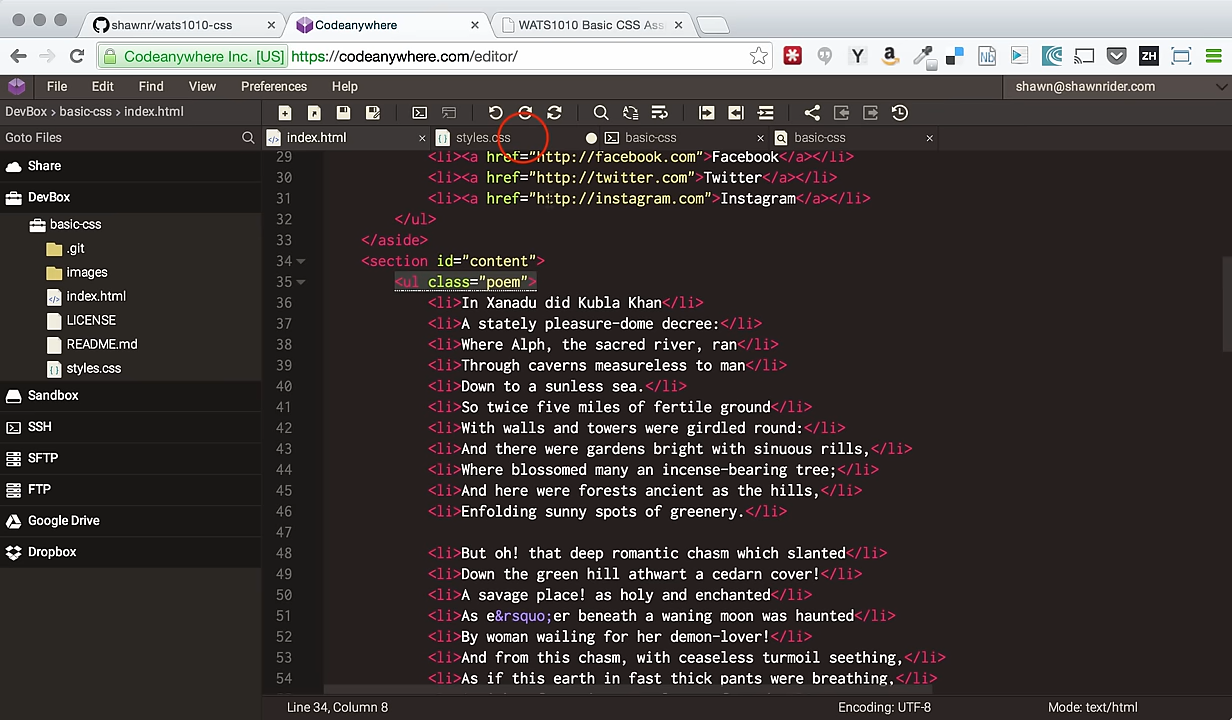 shawnr/wats1010-css
Codeanywhere
WATS1010 Basic CSS Ass
Codeanywhere Inc. [US] https://codeanywhere.com/editor/
File Edit Find View Preferences Help shawn@shawnrider.com
DevBox > basic-css > index.html
Goto Files
index.html
styles.css
basic-css
basic-css
Share
DevBox
basic-css
.git
images
index.html
LICENSE
README.md
styles.css
Sandbox
SSH
SFTP
FTP
Google Drive
Dropbox
29 <li><a href="http://facebook.com">Facebook</a></li>
30 <li><a href="http://twitter.com">Twitter</a></li>
31 <li><a href="http://instagram.com">Instagram</a></li>
32 </ul>
33 </aside>
34 <section id="content">
35 <ul class="poem">
36 <li>In Xanadu did Kubla Khan</li>
37 <li>A stately pleasure-dome decree:</li>
38 <li>Where Alph, the sacred river, ran</li>
39 <li>Through caverns measureless to man</li>
40 <li>Down to a sunless sea.</li>
41 <li>So twice five miles of fertile ground</li>
42 <li>With walls and towers were girdled round:</li>
43 <li>And there were gardens bright with sinuous rills,</li>
44 <li>Where blossomed many an incense-bearing tree;</li>
45 <li>And here were forests ancient as the hills,</li>
46 <li>Enfolding sunny spots of greenery.</li>
47
48 <li>But oh! that deep romantic chasm which slanted</li>
49 <li>Down the green hill athwart a cedarn cover!</li>
50 <li>A savage place! as holy and enchanted</li>
51 <li>As e&rsquo;er beneath a waning moon was haunted</li>
52 <li>By woman wailing for her demon-lover!</li>
53 <li>And from this chasm, with ceaseless turmoil seething,</li>
54 <li>As if this earth in fast thick pants were breathing,</li>
Line 34, Column 8 Encoding: UTF-8 Mode: text/html